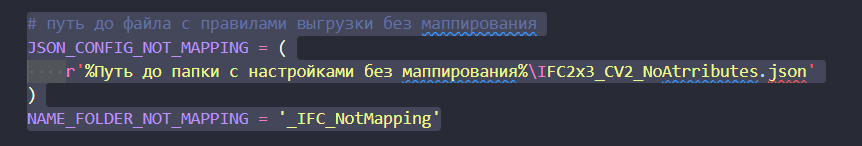 # путь до файла с правилами выгрузки без маппирования
JSON_CONFIG_NOT_MAPPING = (
    r'%Путь до папки с настройками без маппирования%\IFC2x3_CV2_NoAtrributes.json'
)
NAME_FOLDER_NOT_MAPPING = '_IFC_NotMapping'